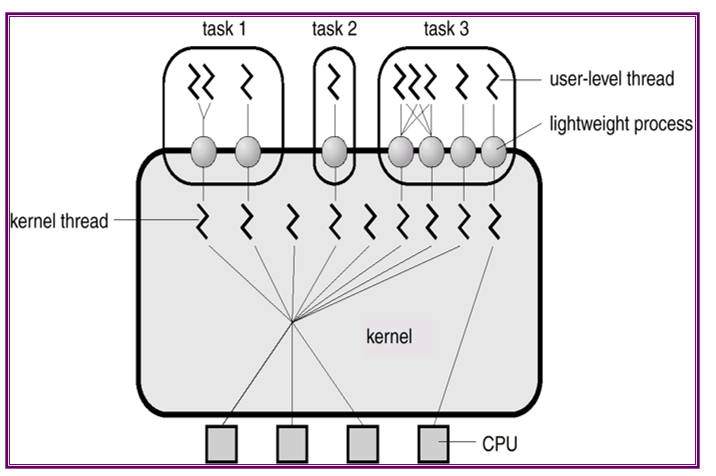 task 1
task 2
task 3
user-level thread
lightweight process
kernel thread
kernel
CPU